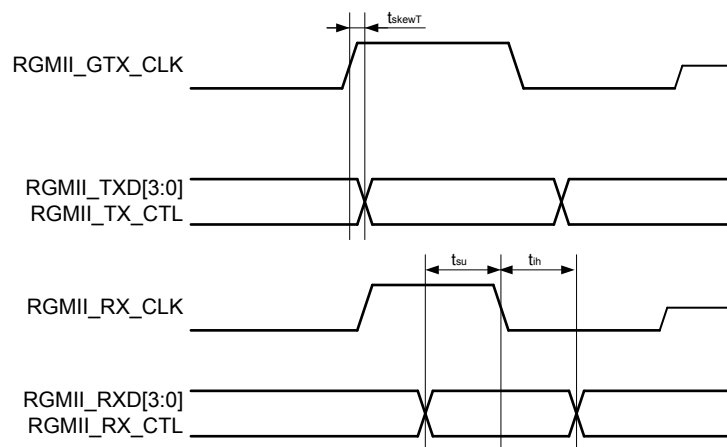 tskewT
RGMII_GTX_CLK
RGMII_TXD[3:0]
RGMII_TX_CTL
tsu
tih
RGMII_RX_CLK
RGMII_RXD[3:0]
RGMII_RX_CTL